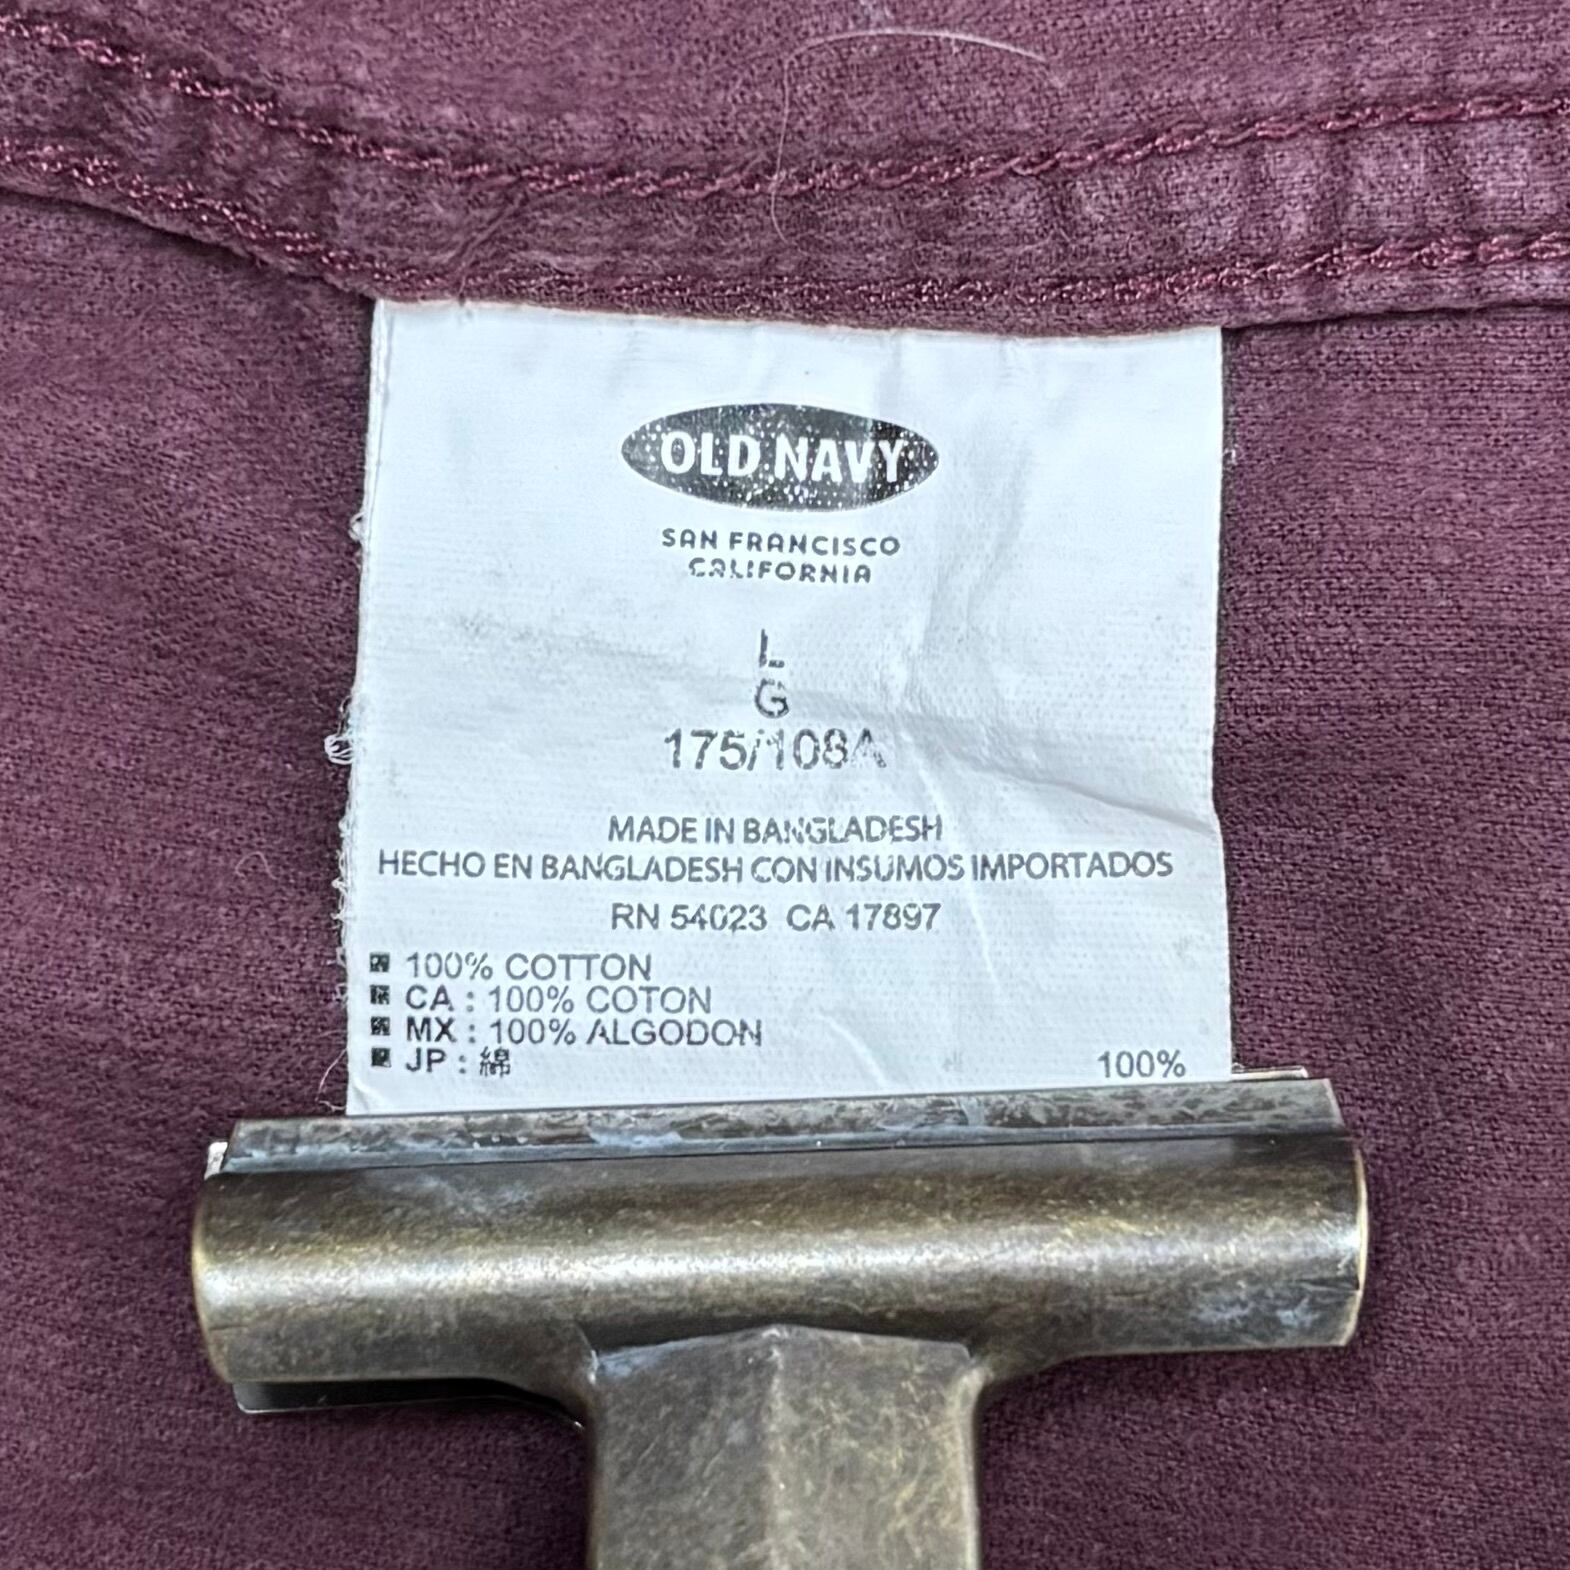 OLD NAVY
SAN FRANCISCO
CALIFORNIA
L
G
175/108A
MADE IN BANGLADESH
HECHO EN BANGLADESH CON INSUMOS IMPORTADOS
RN 54023 CA 17897
100% COTTON
CA : 100% COTON
MX : 100% ALGODON
JP : 綿 100%